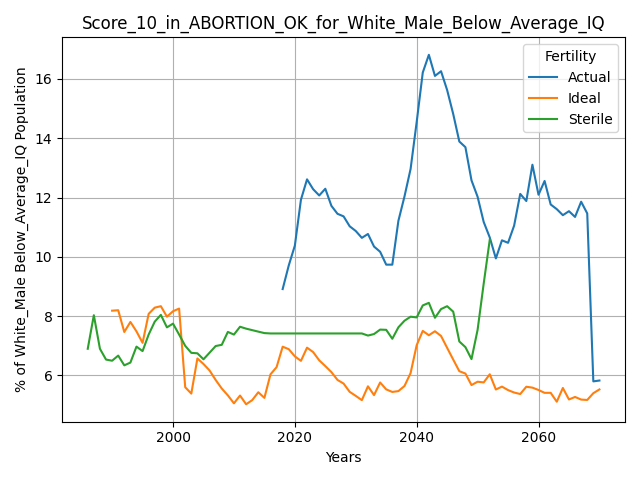 Score_10_in_ABORTION_OK_for_White_Male_Below_Average_IQ
% of White_Male Below_Average_IQ Population
16
14
12
10
8
6
Fertility
Actual
Ideal
Sterile
2000
2020
2040
2060
Years